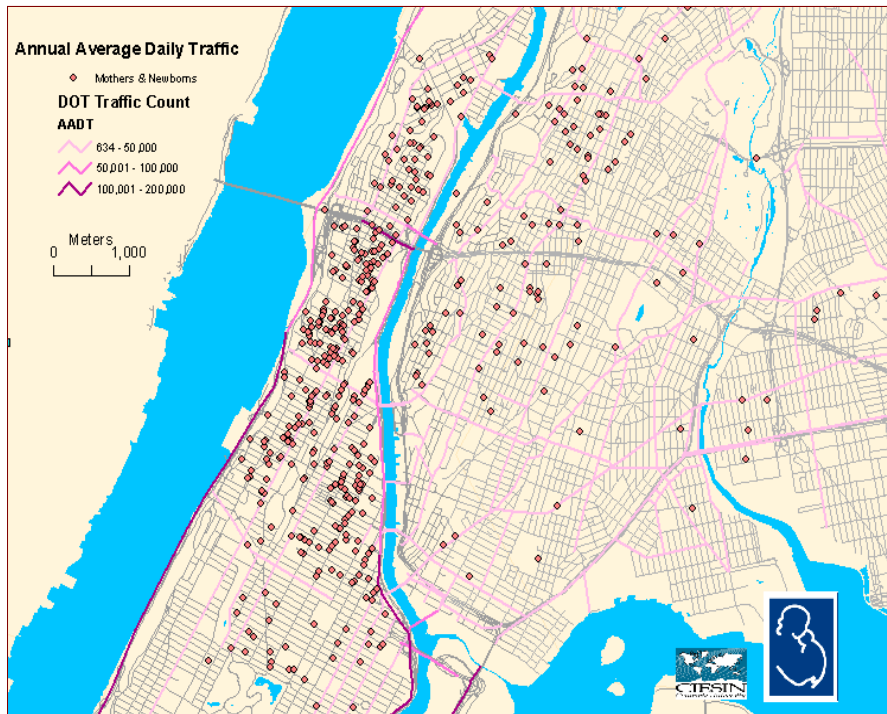 Annual Average Daily Traffic
Mothers & Newborns
DOT Traffic Count
AADT
634 - 50,000
50,001 - 100,000
100,001 - 200,000
Meters
0 1,000
CIESIN